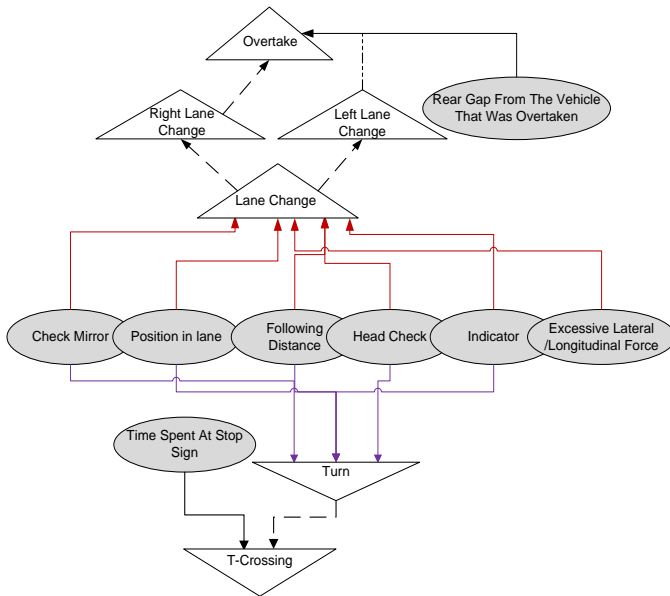 Overtake
Rear Gap From The Vehicle
That Was Overtaken
Right Lane
Change
Left Lane
Change
Lane Change
Check Mirror
Position in lane
Following
Distance
Head Check
Indicator
Excessive Lateral
/Longitudinal Force
Time Spent At Stop
Sign
Turn
T-Crossing